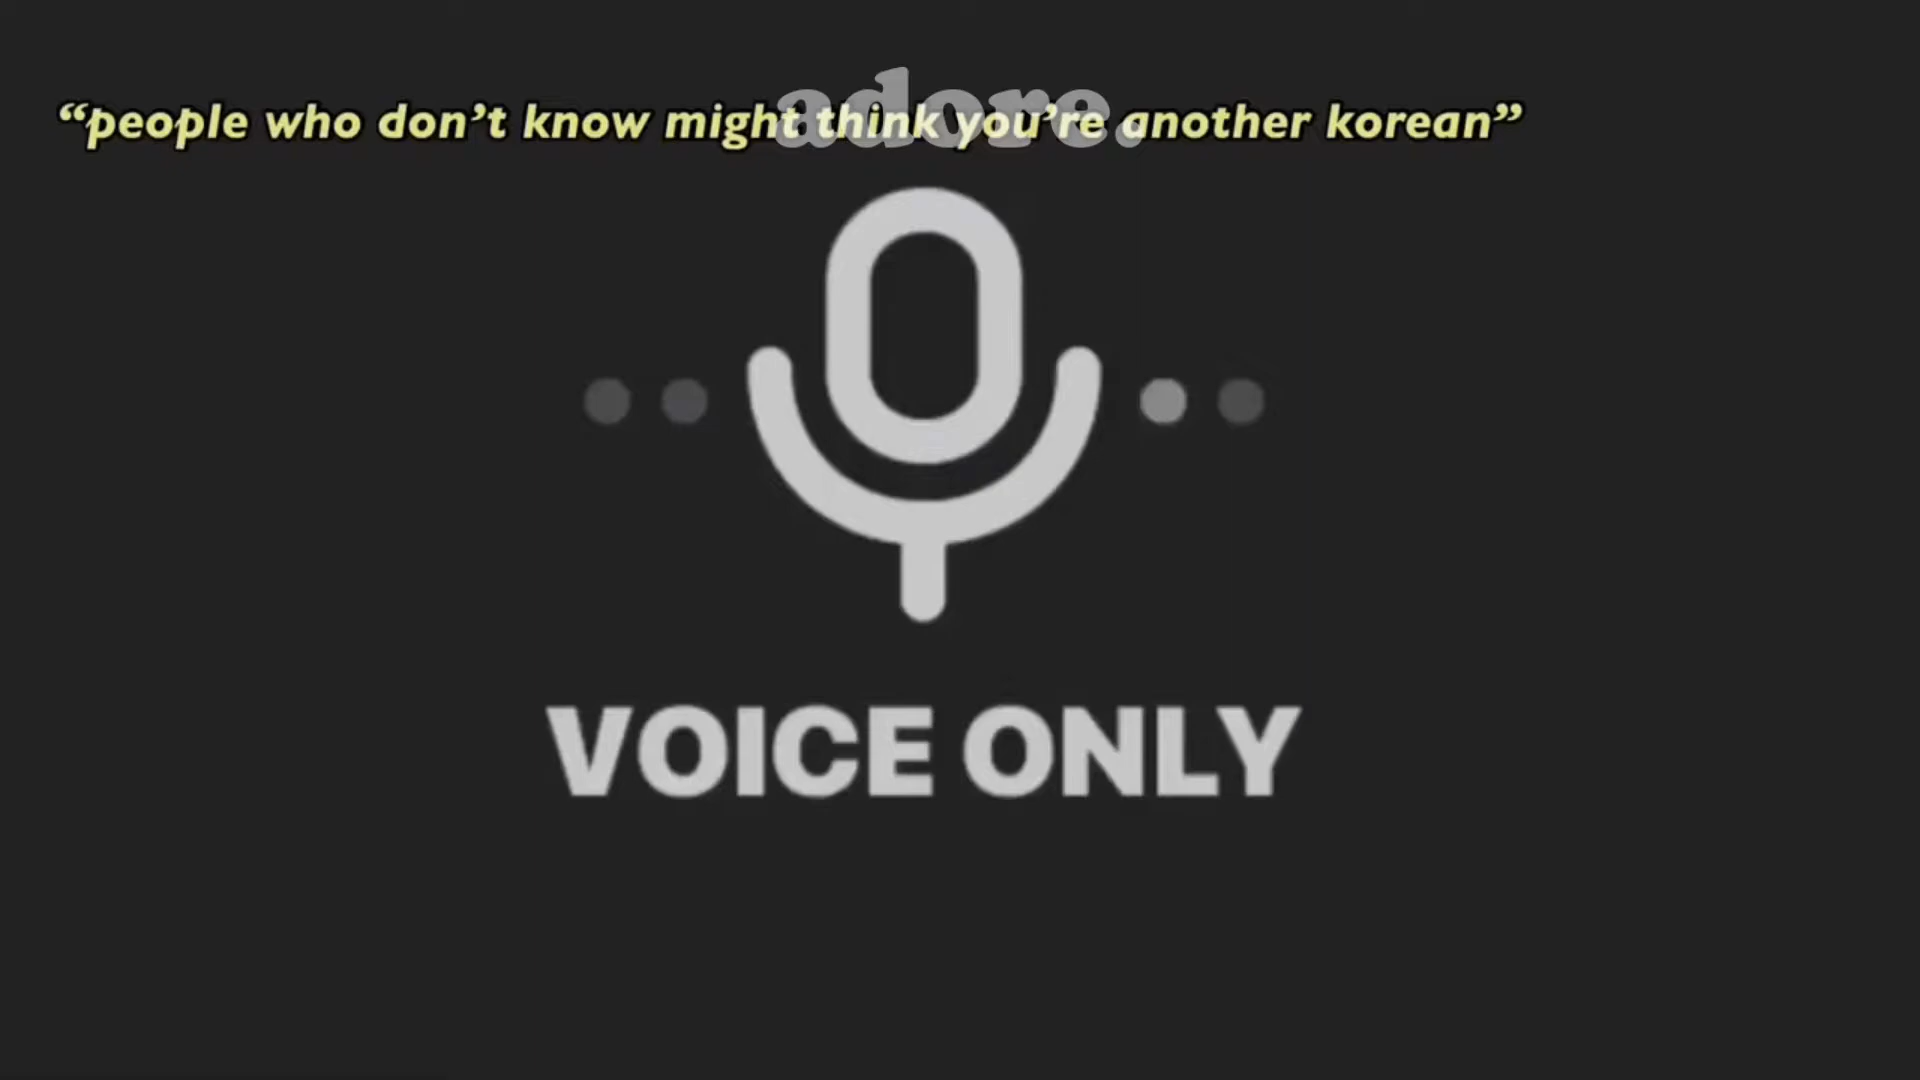 adore.
“people who don’t know might think you’re another korean”
VOICE ONLY